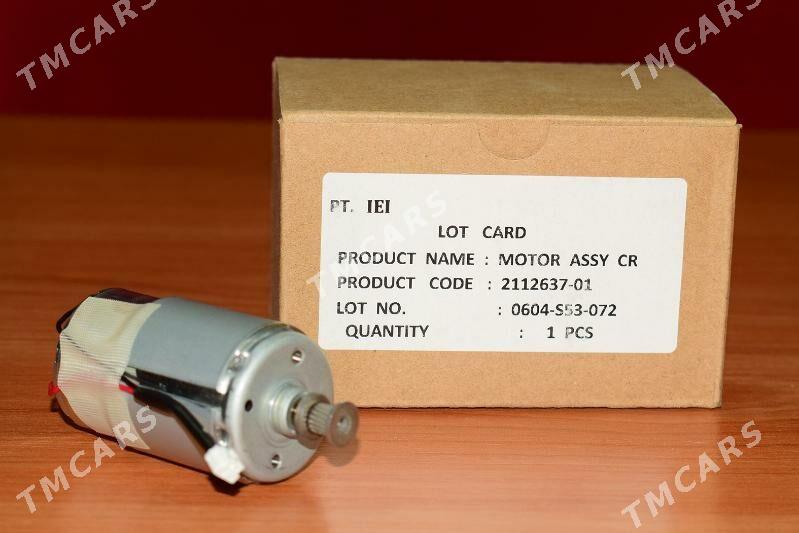 TMCARS
TMCARS
PT. IEI
LOT CARD
TMCARS
PRODUCT NAME : MOTOR ASSY CR
PRODUCT CODE : 2112637-01
LOT NO. : 0604-S53-072
QUANTITY : 1 PCS
TMCARS
TMCARS